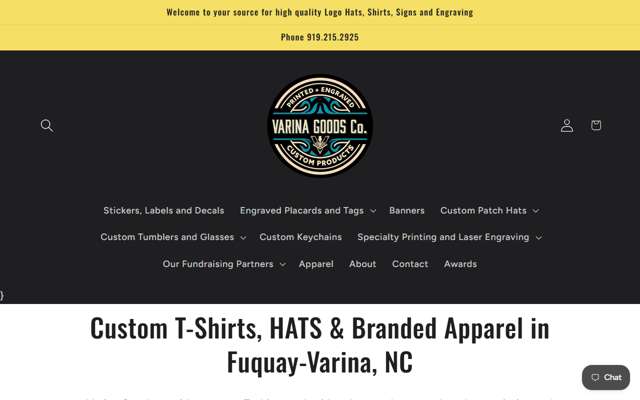 Welcome to your source for high quality Logo Hats, Shirts, Signs and Engraving
Phone 919.215.2925
PRINTED + ENGRAVED
VARINA GOODS Co.
CUSTOM PRODUCTS
Stickers, Labels and Decals Engraved Placards and Tags Banners Custom Patch Hats
Custom Tumblers and Glasses Custom Keychains Specialty Printing and Laser Engraving
Our Fundraising Partners Apparel About Contact Awards
}
Custom T-Shirts, HATS & Branded Apparel in
Fuquay-Varina, NC
Chat